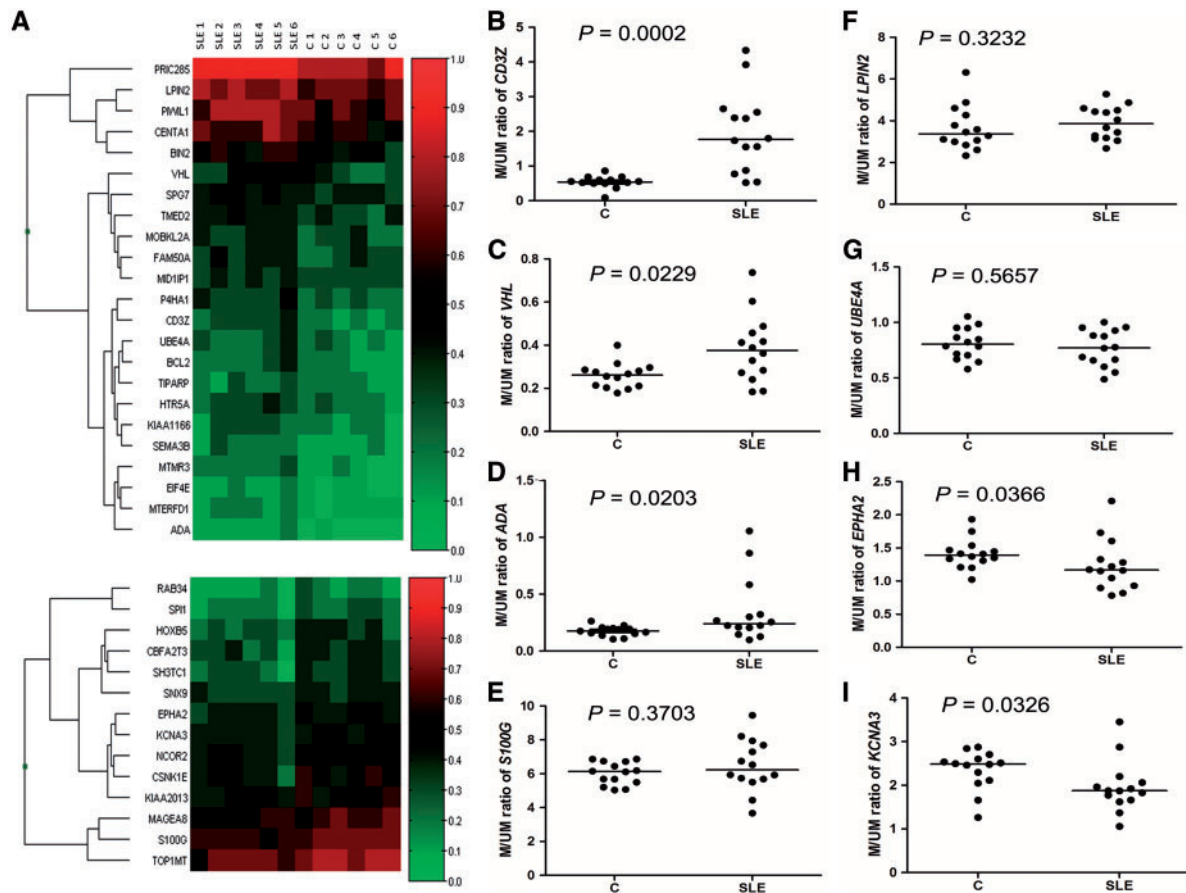 A
SLE 1 SLE 2 SLE 3 SLE 4 SLE 5 SLE 6 C 1 C 2 C 3 C 4 C 5 C 6
PRIC285
LPIN2
PIWIL1
CENTA1
BIN2
VHL
SPG7
TMED2
MOBKL2A
FAM50A
MID1IP1
P4HA1
CD3Z
UBE4A
BCL2
TIPARP
HTR5A
KIAA1166
SEMA3B
MTMR3
EIF4E
MTERFD1
ADA
1.0
0.9
0.8
0.7
0.6
0.5
0.4
0.3
0.2
0.1
0.0
RAB34
SPI1
HOXB5
CBFA2T3
SH3TC1
SNX9
EPHA2
KCNA3
NCOR2
CSNK1E
KIAA2013
MAGEA8
S100G
TOP1MT
1.0
0.9
0.8
0.7
0.6
0.5
0.4
0.3
0.2
0.1
0.0
B
P = 0.0002
M/UM ratio of CD3Z
5
4
3
2
1
0
C SLE
C
P = 0.0229
M/UM ratio of VHL
0.8
0.6
0.4
0.2
0.0
C SLE
D
P = 0.0203
M/UM ratio of ADA
1.5
1.0
0.5
0.0
C SLE
E
P = 0.3703
M/UM ratio of S100G
10
8
6
4
2
0
C SLE
F
P = 0.3232
M/UM ratio of LPIN2
8
6
4
2
0
C SLE
G
P = 0.5657
M/UM ratio of UBE4A
1.5
1.0
0.5
0.0
C SLE
H
P = 0.0366
M/UM ratio of EPHA2
2.5
2.0
1.5
1.0
0.5
0.0
C SLE
I
P = 0.0326
M/UM ratio of KCNA3
4
3
2
1
0
C SLE